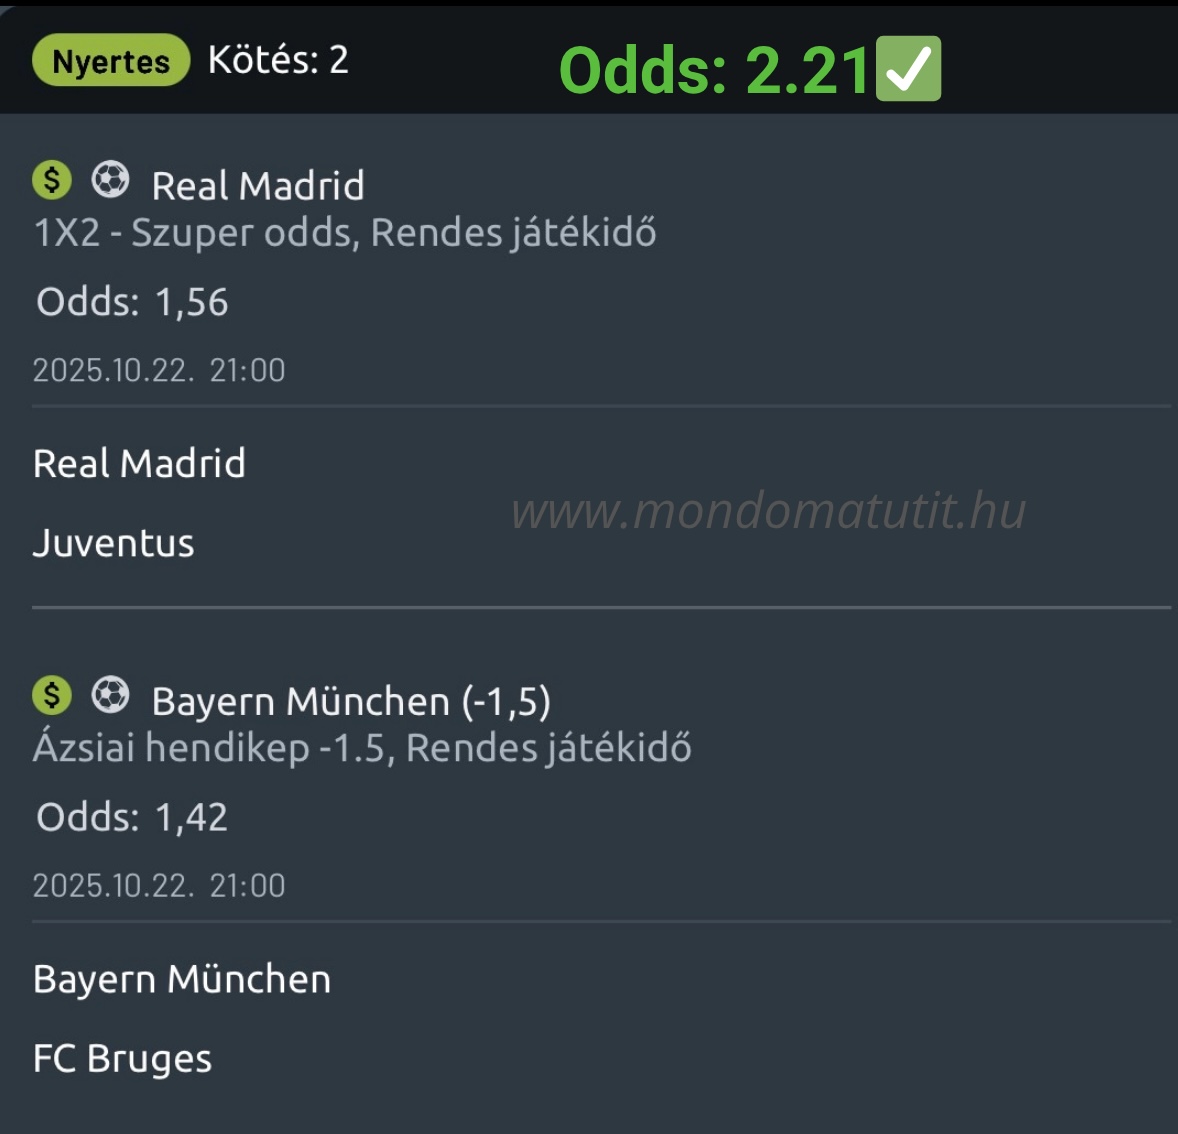 Nyertes Kötés: 2 Odds: 2.21✅
$ Real Madrid
1X2 - Szuper odds, Rendes játékidő
Odds: 1,56
2025.10.22. 21:00
Real Madrid
www.mondomatutit.hu
Juventus
$ Bayern München (-1,5)
Ázsiai hendikep -1.5, Rendes játékidő
Odds: 1,42
2025.10.22. 21:00
Bayern München
FC Bruges